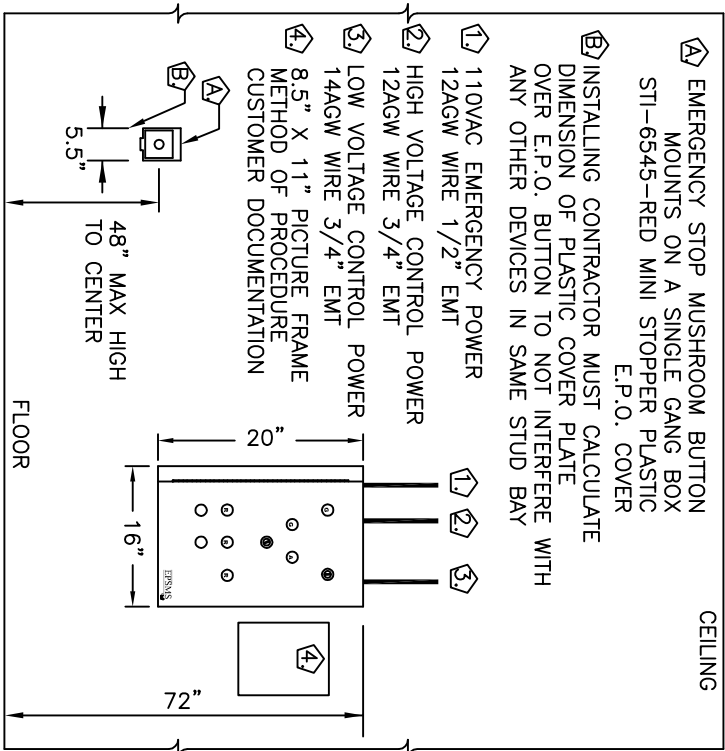 CEILING
A. EMERGENCY STOP MUSHROOM BUTTON
MOUNTS ON A SINGLE GANG BOX
STI-6545-RED MINI STOPPER PLASTIC
E.P.O. COVER
B. INSTALLING CONTRACTOR MUST CALCULATE
DIMENSION OF PLASTIC COVER PLATE
OVER E.P.O. BUTTON TO NOT INTERFERE WITH
ANY OTHER DEVICES IN SAME STUD BAY
1. 110VAC EMERGENCY POWER
12AGW WIRE 1/2" EMT
2. HIGH VOLTAGE CONTROL POWER
12AGW WIRE 3/4" EMT
3. LOW VOLTAGE CONTROL POWER
14AGW WIRE 3/4" EMT
4. 8.5" X 11" PICTURE FRAME
METHOD OF PROCEDURE
CUSTOMER DOCUMENTATION
A.
B.
5.5"
48" MAX HIGH
TO CENTER
1.
2.
3.
20"
16"
G
G
A
R
R
R
R
EPSMS
4.
72"
FLOOR